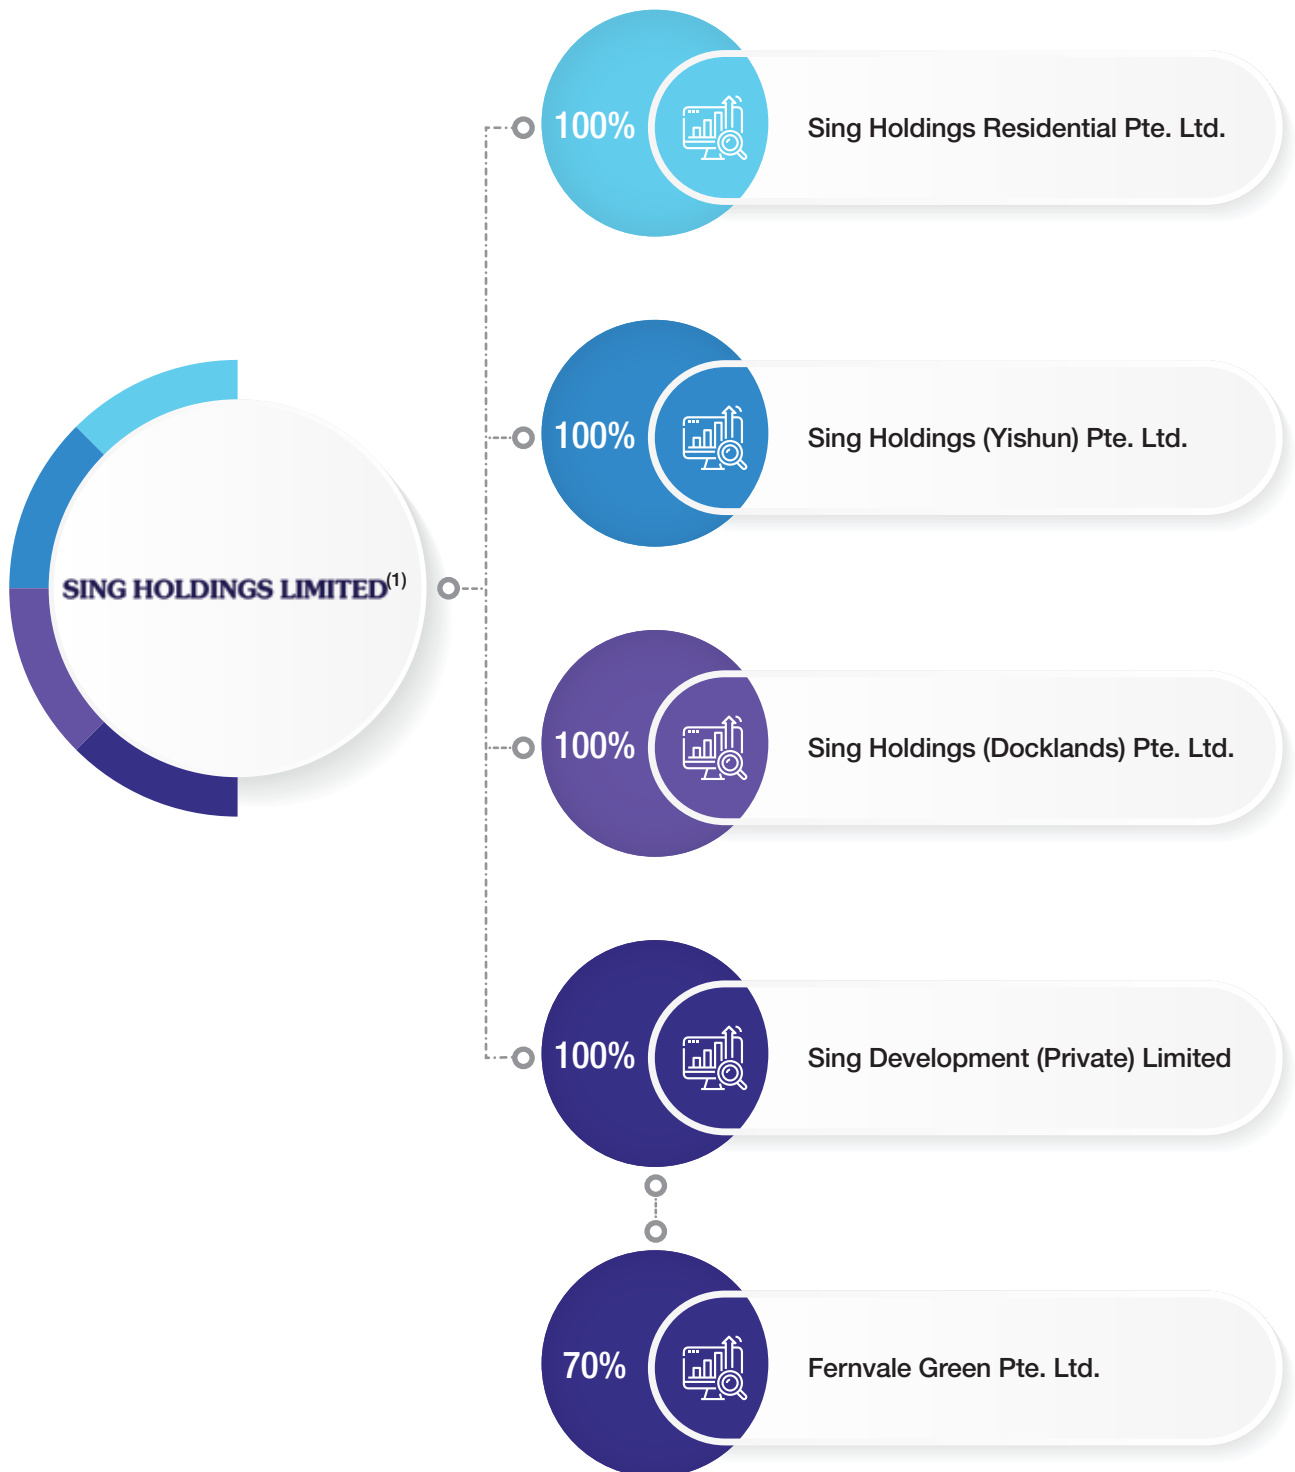 100%
Sing Holdings Residential Pte. Ltd.
100%
Sing Holdings (Yishun) Pte. Ltd.
SING HOLDINGS LIMITED(1)
100%
Sing Holdings (Docklands) Pte. Ltd.
100%
Sing Development (Private) Limited
70%
Fernvale Green Pte. Ltd.